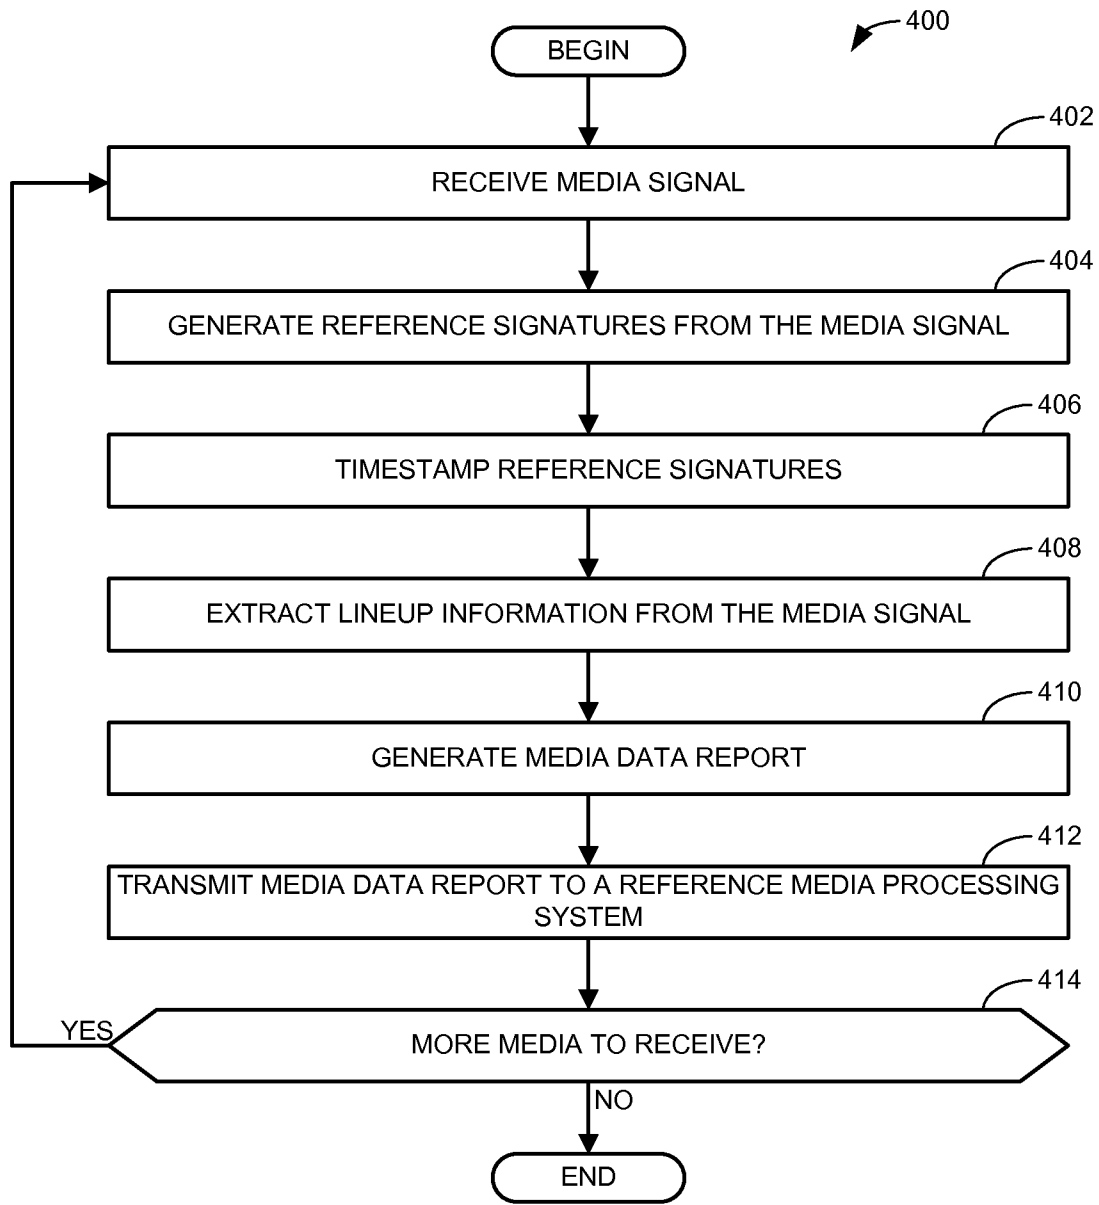 400
BEGIN
402
RECEIVE MEDIA SIGNAL
404
GENERATE REFERENCE SIGNATURES FROM THE MEDIA SIGNAL
406
TIMESTAMP REFERENCE SIGNATURES
408
EXTRACT LINEUP INFORMATION FROM THE MEDIA SIGNAL
410
GENERATE MEDIA DATA REPORT
412
TRANSMIT MEDIA DATA REPORT TO A REFERENCE MEDIA PROCESSING
SYSTEM
414
YES
MORE MEDIA TO RECEIVE?
NO
END